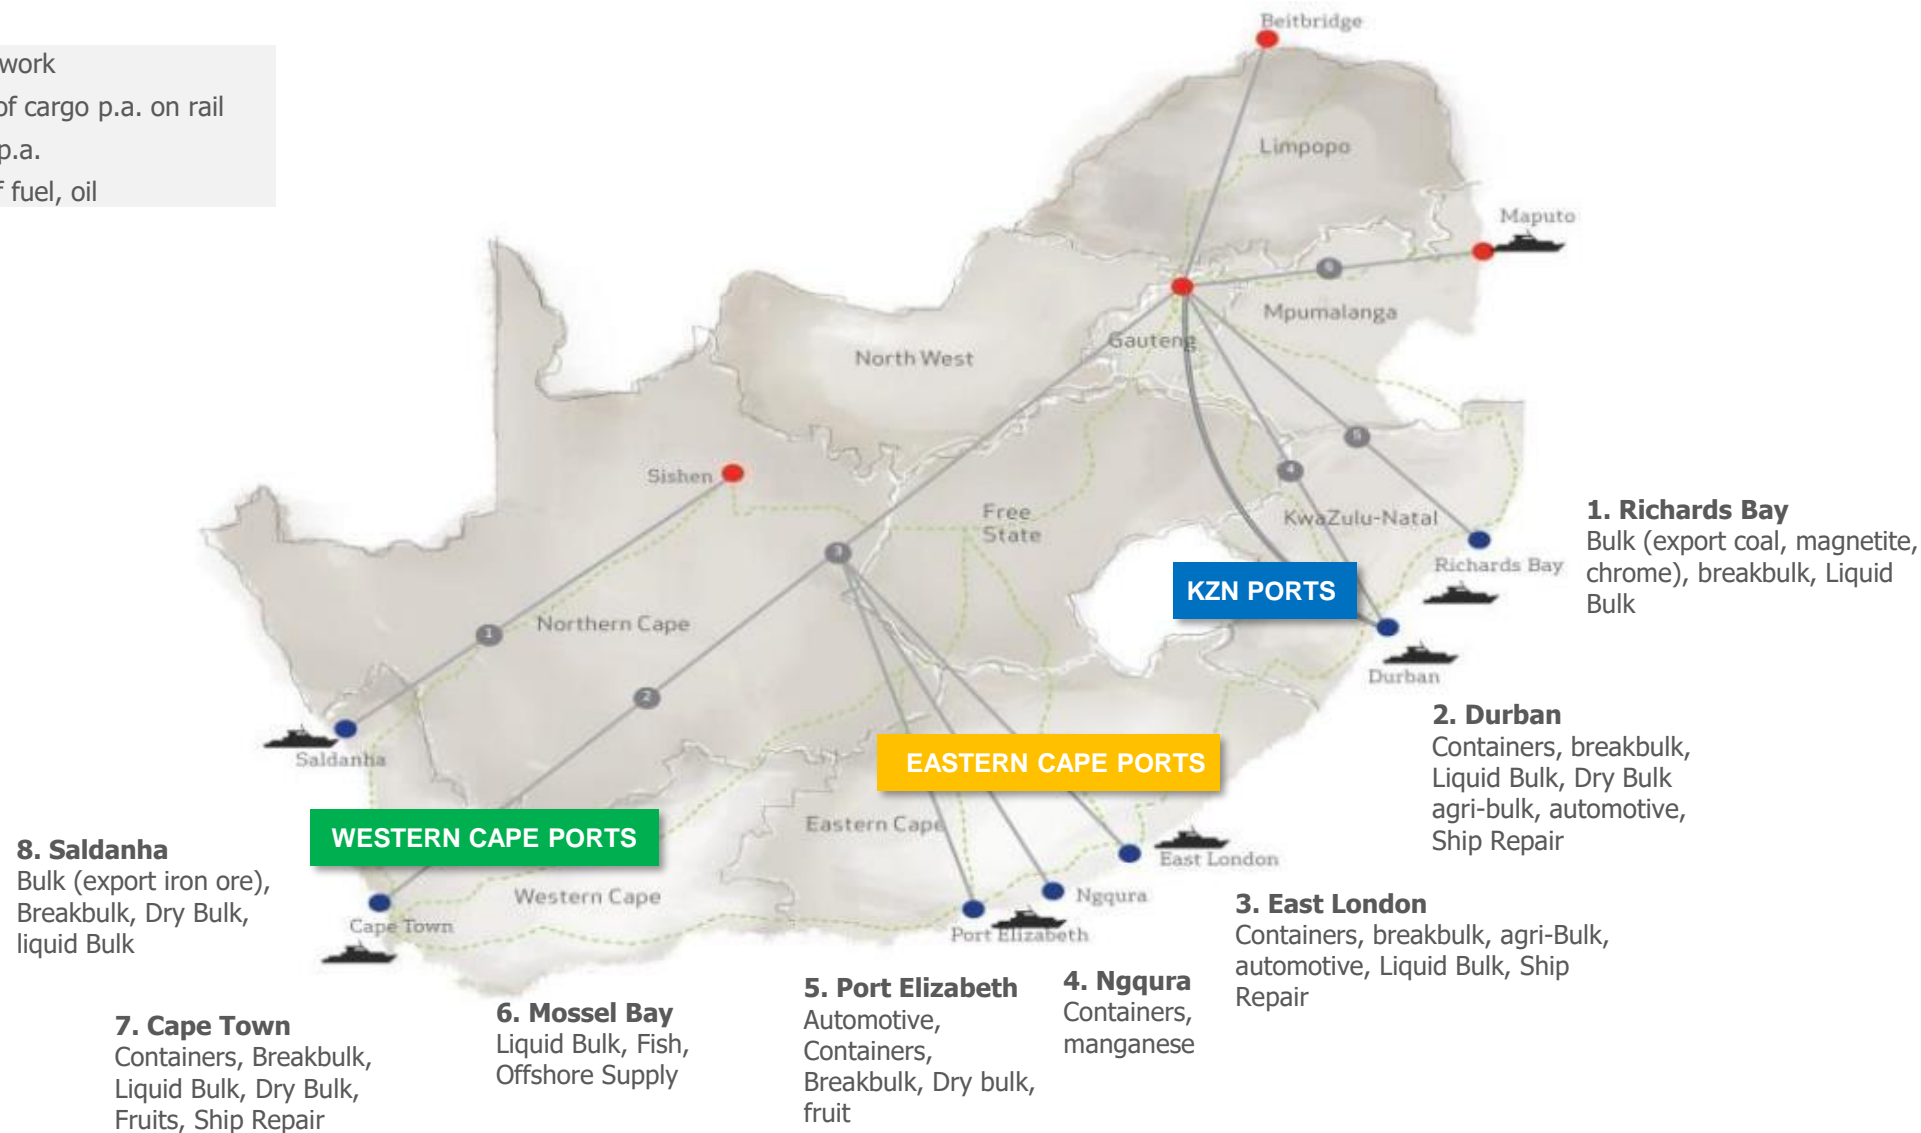 work
of cargo p.a. on rail
p.a.
fuel, oil
Beitbridge
Limpopo
Maputo
6
Mpumalanga
Gauteng
North West
5
4
Sishen
Free
State
KwaZulu-Natal
3
1. Richards Bay
Bulk (export coal, magnetite,
chrome), breakbulk, Liquid
Bulk
Richards Bay
KZN PORTS
1
Northern Cape
2
Durban
2. Durban
Containers, breakbulk,
Liquid Bulk, Dry Bulk
agri-bulk, automotive,
Ship Repair
Saldanha
EASTERN CAPE PORTS
WESTERN CAPE PORTS
Eastern Cape
8. Saldanha
Bulk (export iron ore),
Breakbulk, Dry Bulk,
liquid Bulk
East London
Western Cape
Ngqura
Cape Town
Port Elizabeth
3. East London
Containers, breakbulk, agri-Bulk,
automotive, Liquid Bulk, Ship
Repair
4. Ngqura
Containers,
manganese
5. Port Elizabeth
Automotive,
Containers,
Breakbulk, Dry bulk,
fruit
6. Mossel Bay
Liquid Bulk, Fish,
Offshore Supply
7. Cape Town
Containers, Breakbulk,
Liquid Bulk, Dry Bulk,
Fruits, Ship Repair